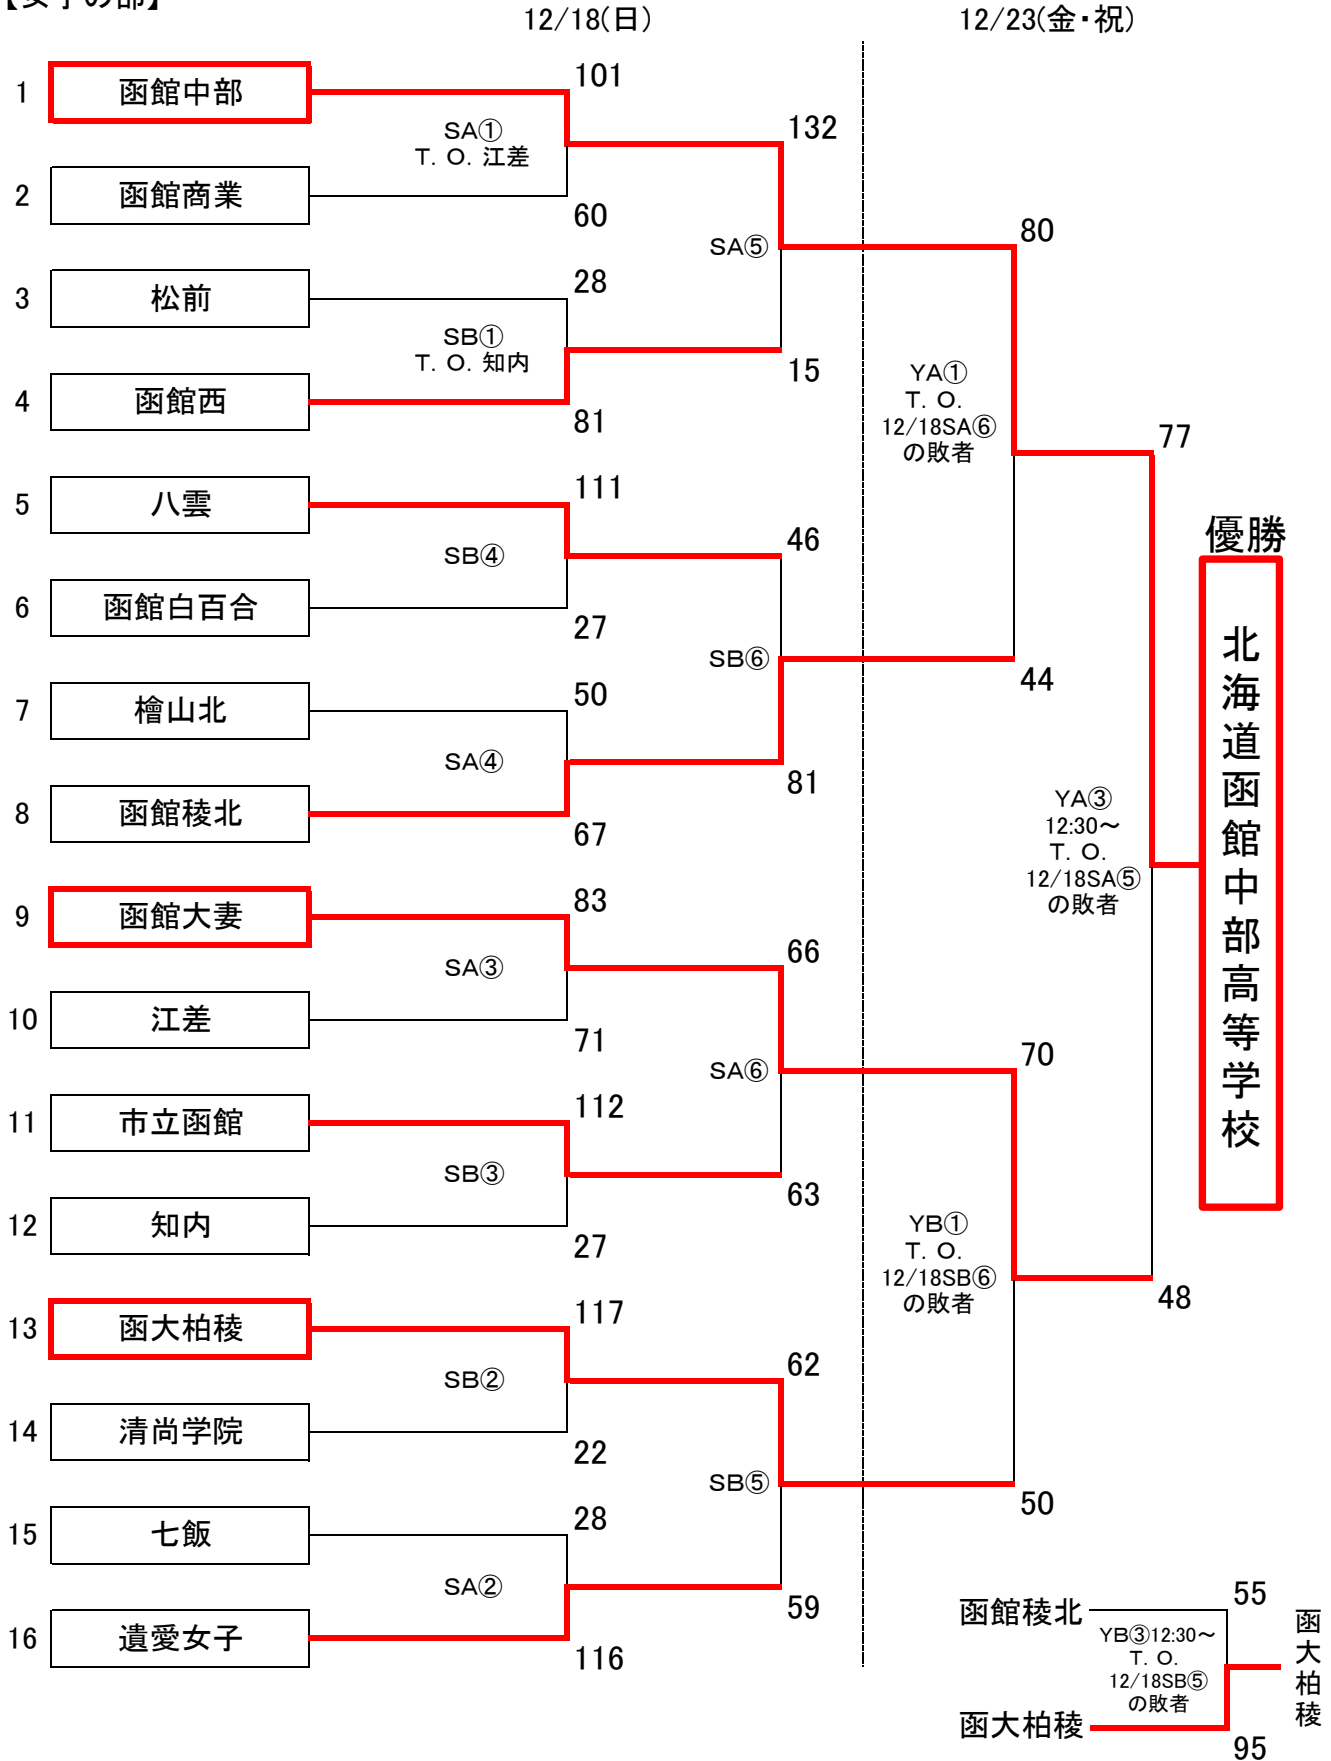 【女子の部】
12/18(日)
12/23(金・祝)
1 函館中部
101
SA①
T. O. 江差
132
2 函館商業
60
SA⑤
80
3 松前
28
SB①
T. O. 知内
15
4 函館西
81
YA①
T. O.
12/18SA⑥
の敗者
77
5 八雲
111
SB④
46
6 函館白百合
27
SB⑥
44
7 檜山北
50
SA④
81
8 函館稜北
67
YA③
12:30～
T. O.
12/18SA⑤
の敗者
優勝
北海道函館中部高等学校
9 函館大妻
83
SA③
66
10 江差
71
SA⑥
70
11 市立函館
112
SB③
63
12 知内
27
YB①
T. O.
12/18SB⑥
の敗者
48
13 函大柏稜
117
SB②
62
14 清尚学院
22
SB⑤
50
15 七飯
28
SA②
59
16 遺愛女子
116
函館稜北
55
YB③12:30～
T. O.
12/18SB⑤
の敗者
函大柏稜
函大柏稜
95